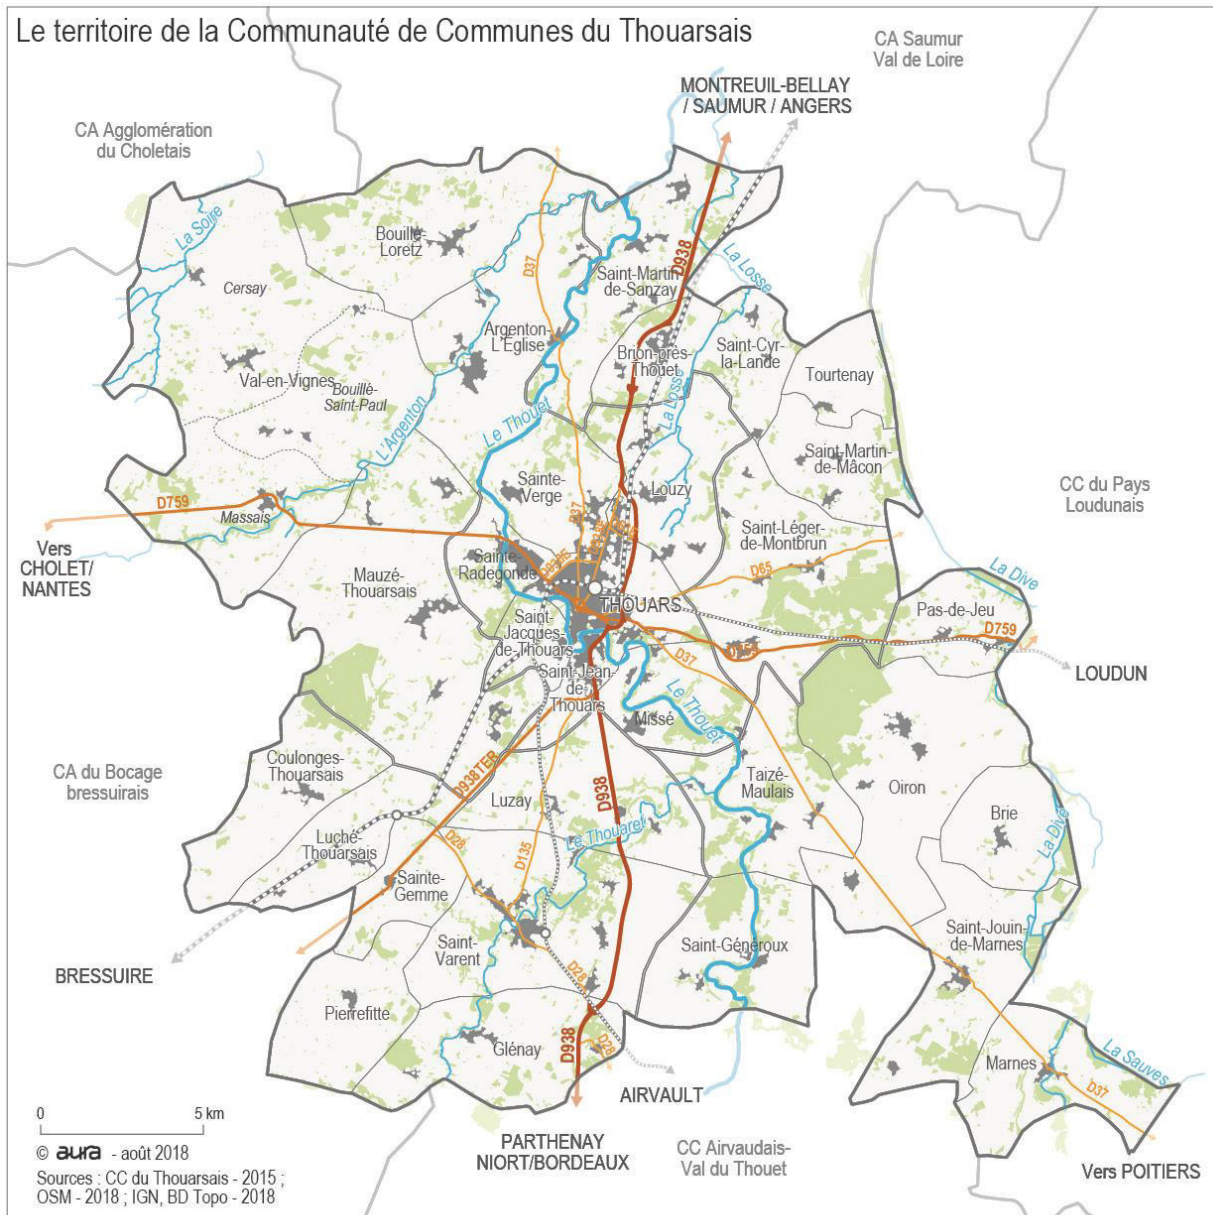 Le territoire de la Communauté de Communes du Thouarsais
CA Saumur
Val de Loire
MONTREUIL-BELLAY
/ SAUMUR / ANGERS
CA Agglomération
du Choletais
La Soire
Bouillé-
Loretz
D37
D938
La Losse
Saint-Martin-
de-Sanzay
Cersay
Argenton-
L'Eglise
Brion-près-
Thouet
Saint-Cyr-
la-Lande
Tourtenay
Val-en-Vignes
Bouillé-
Saint-Paul
L'Argenton
Le Thouet
La Losse
Saint-Martin-
de-Mâcon
Sainte-
Verge
Louzy
CC du Pays
Loudunais
D759
Massais
D37
Saint-Léger-
de-Montbrun
Vers
CHOLET/
NANTES
Sainte-
Radegonde
D65
La Dive
Mauzé-
Thouarsais
THOUARS
Pas-de-Jeu
Saint-
Jacques-
de-Thouars
D759
D759
D37
LOUDUN
Saint-Jean-
de-
Thouars
Le Thouet
Missé
Coulonges-
Thouarsais
CA du Bocage
bressuirais
D938TER
D938
Taizé-
Maulais
Oiron
Luzay
Brie
La Dive
Luché-
Thouarsais
D28
D135
Le Thouaret
Sainte-
Gemme
Saint-
Varent
Saint-Généroux
Saint-Jouin-
de-Marnes
BRESSUIRE
D28
Pierrefitte
Glénay
D938
D28
Marnes
La Sauves
D37
AIRVAULT
0 5 km
© aura - août 2018
Sources : CC du Thouarsais - 2015 ;
OSM - 2018 ; IGN, BD Topo - 2018
PARTHENAY
NIORT/BORDEAUX
CC Airvaudais-
Val du Thouet
Vers POITIERS